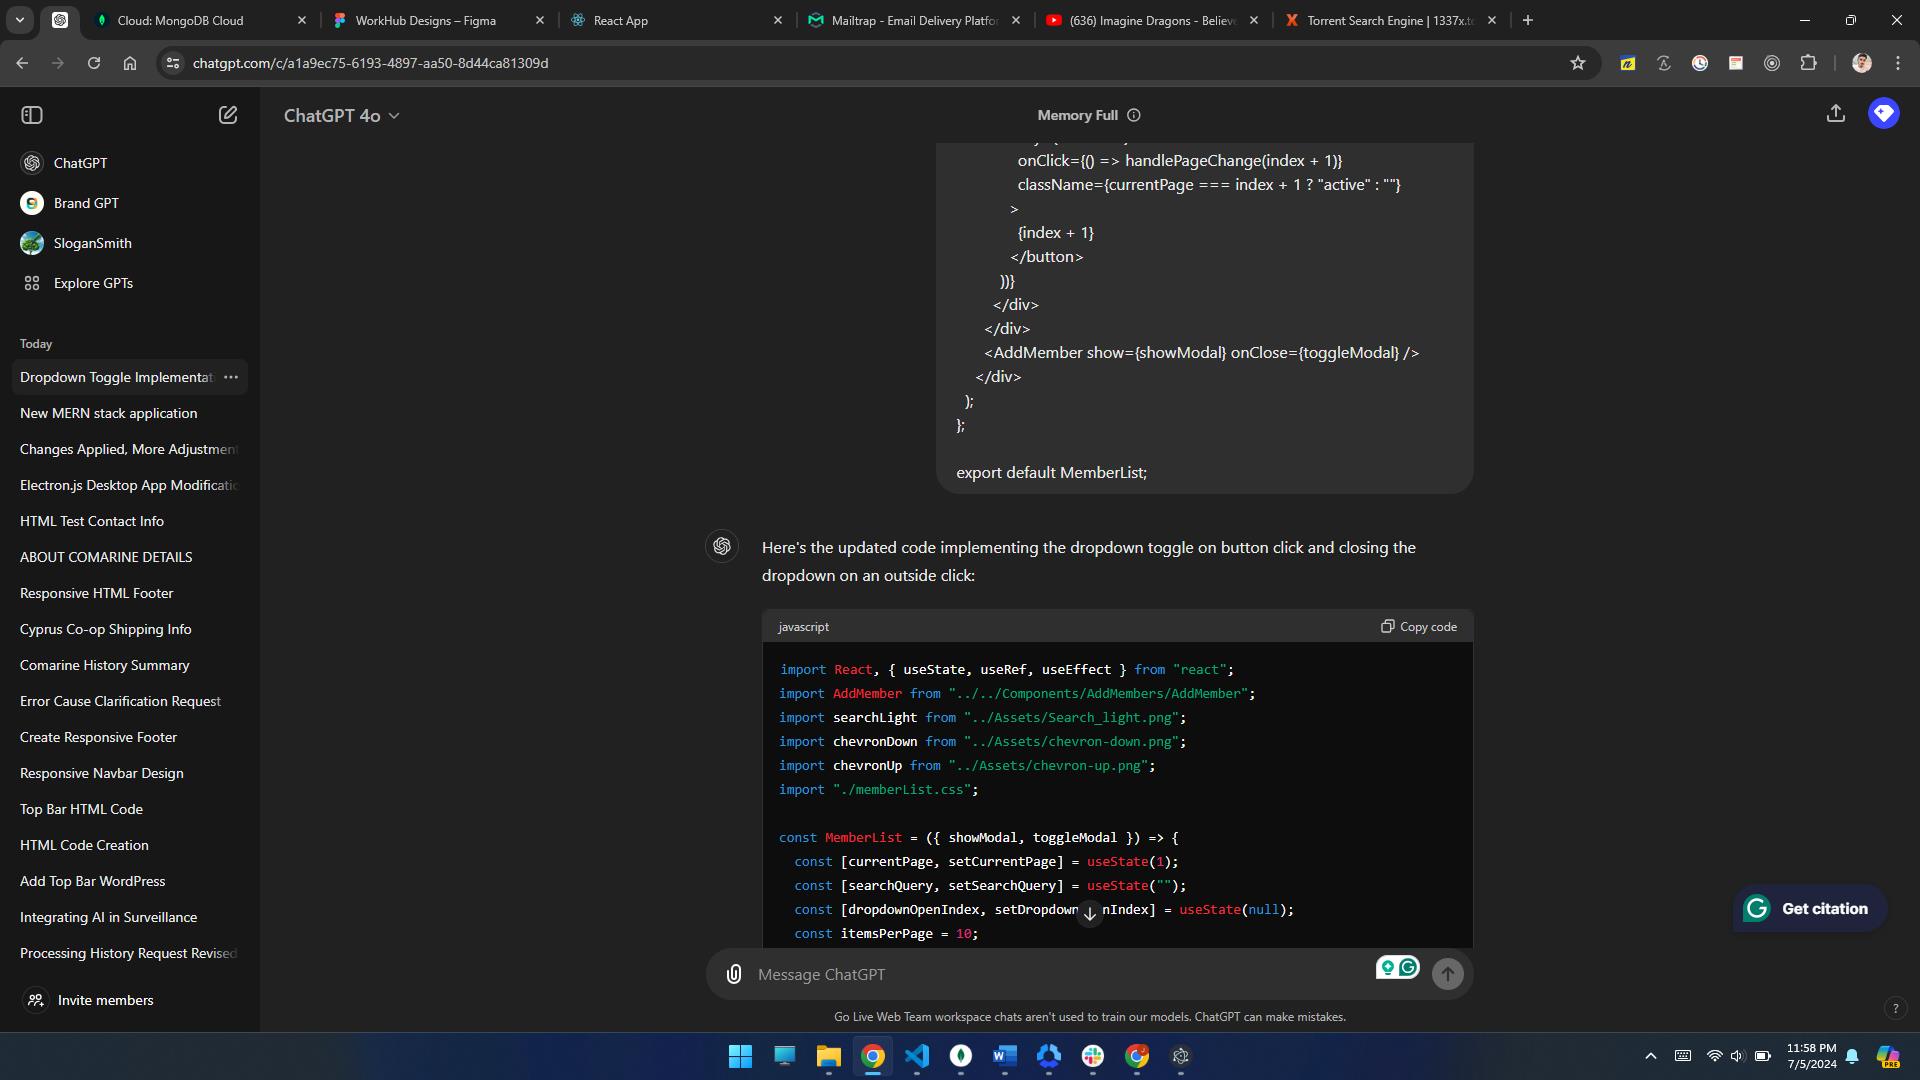 Cloud: MongoDB Cloud
WorkHub Designs – Figma
React App
Mailtrap - Email Delivery Platfo
(636) Imagine Dragons - Believe
Torrent Search Engine | 1337x.to
chatgpt.com/c/a1a9ec75-6193-4897-aa50-8d44ca81309d
ChatGPT 4o
Memory Full
ChatGPT
Brand GPT
SloganSmith
Explore GPTs
Today
Dropdown Toggle Implementat
New MERN stack application
Changes Applied, More Adjustment
Electron.js Desktop App Modificatio
HTML Test Contact Info
ABOUT COMARINE DETAILS
Responsive HTML Footer
Cyprus Co-op Shipping Info
Comarine History Summary
Error Cause Clarification Request
Create Responsive Footer
Responsive Navbar Design
Top Bar HTML Code
HTML Code Creation
Add Top Bar WordPress
Integrating AI in Surveillance
Processing History Request Revised
Invite members
onClick={() => handlePageChange(index + 1)}
className={currentPage === index + 1 ? "active" : ""}
>
{index + 1}
</button>
))}
</div>
</div>
<AddMember show={showModal} onClose={toggleModal} />
</div>
);
};
export default MemberList;
Here's the updated code implementing the dropdown toggle on button click and closing the
dropdown on an outside click:
javascript
Copy code
import React, { useState, useRef, useEffect } from "react";
import AddMember from "../../Components/AddMembers/AddMember";
import searchLight from "../Assets/Search_light.png";
import chevronDown from "../Assets/chevron-down.png";
import chevronUp from "../Assets/chevron-up.png";
import "./memberList.css";
const MemberList = ({ showModal, toggleModal }) => {
const [currentPage, setCurrentPage] = useState(1);
const [searchQuery, setSearchQuery] = useState("");
const [dropdownOpenIndex, setDropdown nIndex] = useState(null);
const itemsPerPage = 10;
Get citation
Message ChatGPT
Go Live Web Team workspace chats aren't used to train our models. ChatGPT can make mistakes.
?
11:58 PM
7/5/2024
PRE